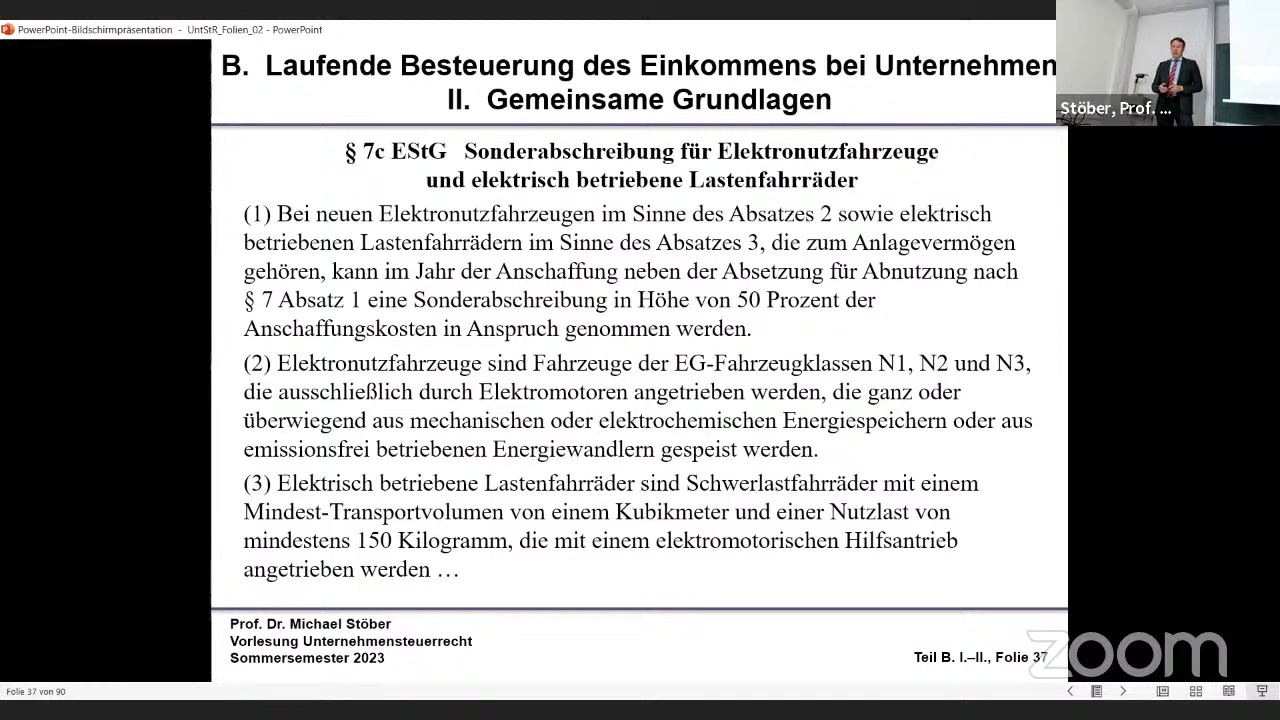 PowerPoint-Bildschirmpräsentation - UntStR_Folien_02 - PowerPoint
B. Laufende Besteuerung des Einkommens bei Unternehmen
II. Gemeinsame Grundlagen
Stöber, Prof. ...
§ 7c EStG Sonderabschreibung für Elektronutzfahrzeuge
und elektrisch betriebene Lastenfahrräder
(1) Bei neuen Elektronutzfahrzeugen im Sinne des Absatzes 2 sowie elektrisch
betriebenen Lastenfahrrädern im Sinne des Absatzes 3, die zum Anlagevermögen
gehören, kann im Jahr der Anschaffung neben der Absetzung für Abnutzung nach
§ 7 Absatz 1 eine Sonderabschreibung in Höhe von 50 Prozent der
Anschaffungskosten in Anspruch genommen werden.
(2) Elektronutzfahrzeuge sind Fahrzeuge der EG-Fahrzeugklassen N1, N2 und N3,
die ausschließlich durch Elektromotoren angetrieben werden, die ganz oder
überwiegend aus mechanischen oder elektrochemischen Energiespeichern oder aus
emissionsfrei betriebenen Energiewandlern gespeist werden.
(3) Elektrisch betriebene Lastenfahrräder sind Schwerlastfahrräder mit einem
Mindest-Transportvolumen von einem Kubikmeter und einer Nutzlast von
mindestens 150 Kilogramm, die mit einem elektromotorischen Hilfsantrieb
angetrieben werden …
Prof. Dr. Michael Stöber
Vorlesung Unternehmensteuerrecht
Sommersemester 2023
Teil B. I.–II., Folie 37
zoom
Folie 37 von 90